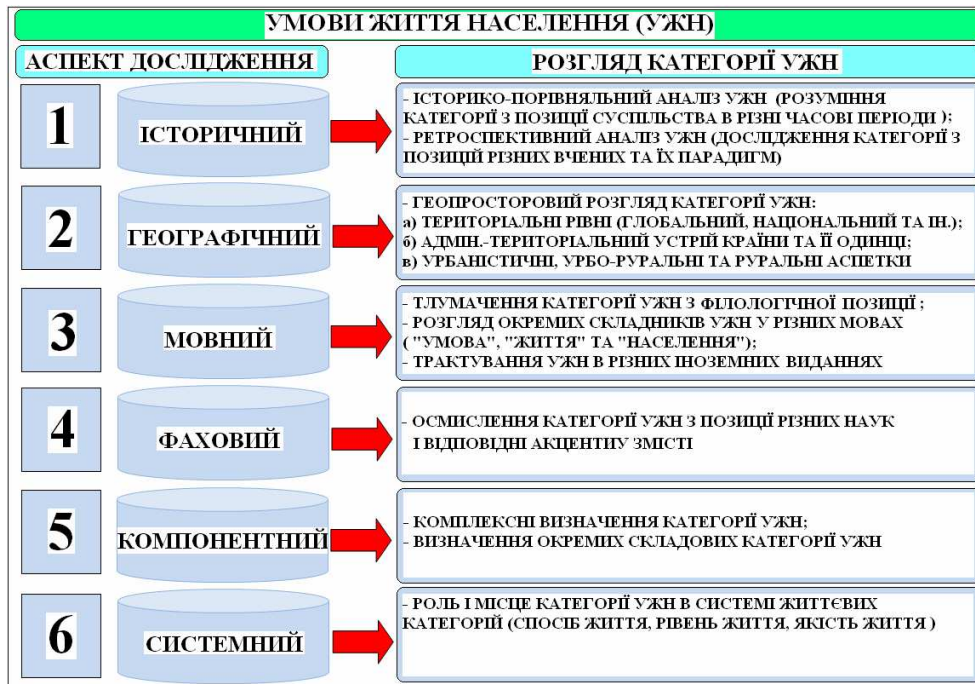 УМОВИ ЖИТТЯ НАСЕЛЕННЯ (УЖН)
АСПЕКТ ДОСЛІДЖЕННЯ
РОЗГЛЯД КАТЕГОРІЇ УЖН
1
ІСТОРИЧНИЙ
- ІСТОРИКО-ПОРІВНЯЛЬНИЙ АНАЛІЗ УЖН (РОЗУМІННЯ
КАТЕГОРІЇ З ПОЗИЦІЇ СУСПІЛЬСТВА В РІЗНІ ЧАСОВІ ПЕРІОДИ );
- РЕТРОСПЕКТИВНИЙ АНАЛІЗ УЖН (ДОСЛІДЖЕННЯ КАТЕГОРІЇ З
ПОЗИЦІЙ РІЗНИХ ВЧЕНИХ ТА ЇХ ПАРАДИГМ)
2
ГЕОГРАФІЧНИЙ
- ГЕОПРОСТОРОВИЙ РОЗГЛЯД КАТЕГОРІЇ УЖН:
а) ТЕРИТОРІАЛЬНІ РІВНІ (ГЛОБАЛЬНИЙ, НАЦІОНАЛЬНИЙ ТА ІН.);
б) АДМІН.-ТЕРИТОРІАЛЬНИЙ УСТРІЙ КРАЇНИ ТА ЇЇ ОДИНЦІ;
в) УРБАНІСТИЧНІ, УРБО-РУРАЛЬНІ ТА РУРАЛЬНІ АСПЕТКИ
3
МОВНИЙ
- ТЛУМАЧЕННЯ КАТЕГОРІЇ УЖН З ФІЛОЛОГІЧНОЇ ПОЗИЦІЇ ;
- РОЗГЛЯД ОКРЕМИХ СКЛАДНИКІВ УЖН У РІЗНИХ МОВАХ
( "УМОВА", "ЖИТТЯ" ТА "НАСЕЛЕННЯ");
- ТРАКТУВАННЯ УЖН В РІЗНИХ ІНОЗЕМНИХ ВИДАННЯХ
4
ФАХОВИЙ
- ОСМИСЛЕННЯ КАТЕГОРІЇ УЖН З ПОЗИЦІЇ РІЗНИХ НАУК
І ВІДПОВІДНІ АКЦЕНТИУ ЗМІСТІ
5
КОМПОНЕНТНИЙ
- КОМПЛЕКСНІ ВИЗНАЧЕННЯ КАТЕГОРІЇ УЖН;
- ВИЗНАЧЕННЯ ОКРЕМИХ СКЛАДОВИХ КАТЕГОРІЇ УЖН
6
СИСТЕМНИЙ
- РОЛЬ І МІСЦЕ КАТЕГОРІЇ УЖН В СИСТЕМІ ЖИТТЄВИХ
КАТЕГОРІЙ (СПОСІБ ЖИТТЯ, РІВЕНЬ ЖИТТЯ, ЯКІСТЬ ЖИТТЯ )